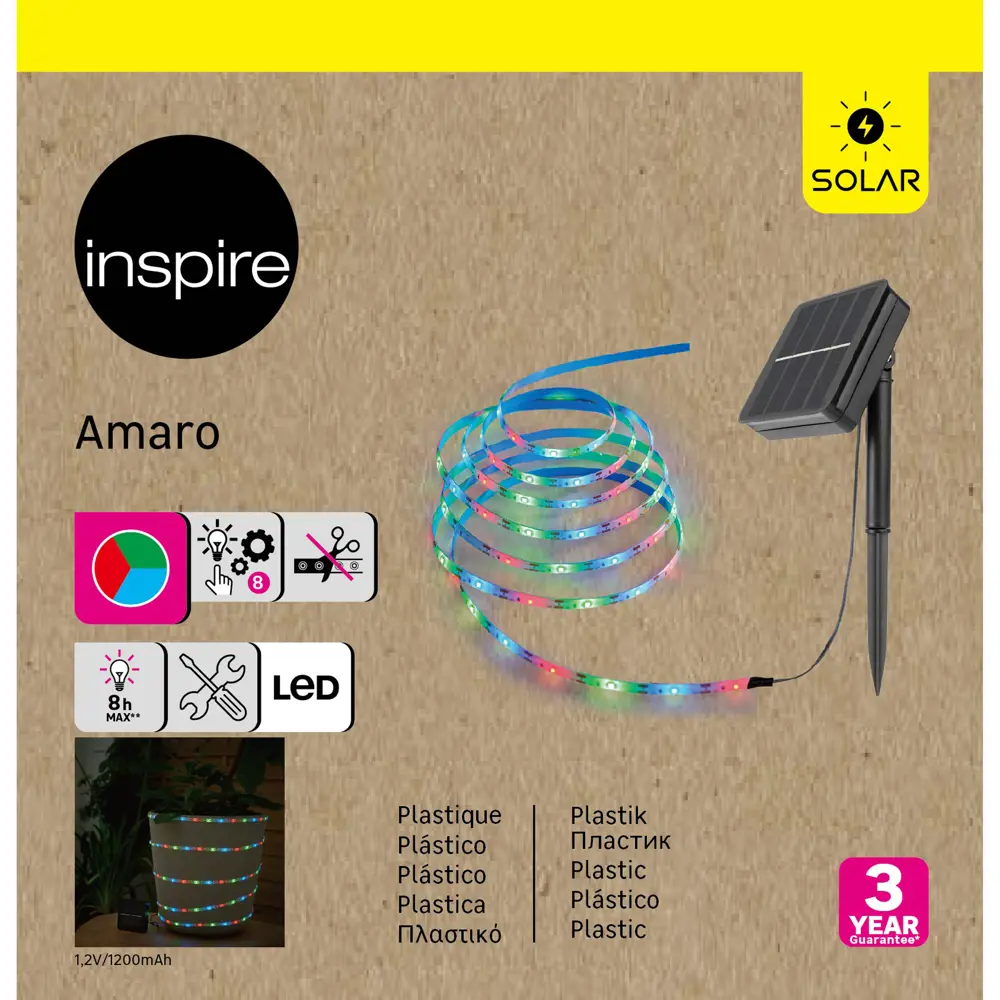 SOLAR
inspire
Amaro
8
8h
MAX**
LED
Plastique
Plástico
Plástico
Plastica
Πλαστικό
Plastik
Пластик
Plastic
Plástico
Plastic
3
YEAR
Guarantee*
1,2V/1200mAh